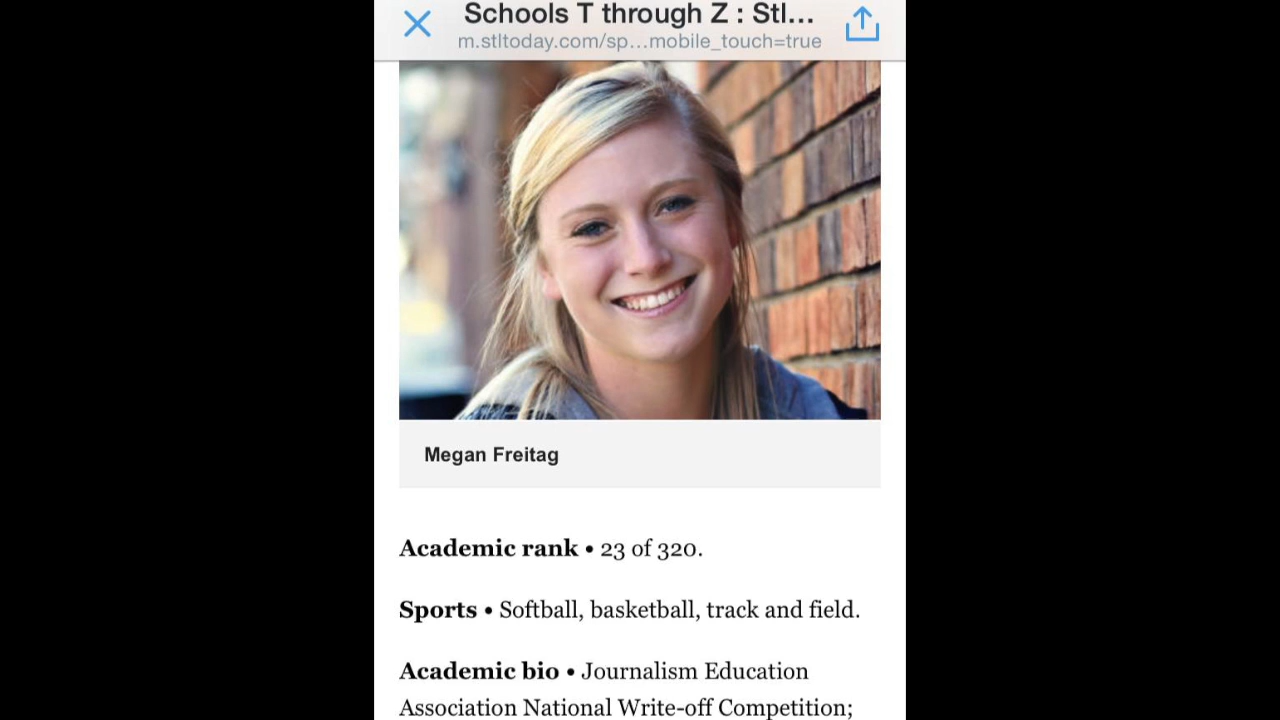 Schools T through Z : Stl...
m.stltoday.com/sp...mobile_touch=true
Megan Freitag
Academic rank • 23 of 320.
Sports • Softball, basketball, track and field.
Academic bio • Journalism Education
Association National Write-off Competition;